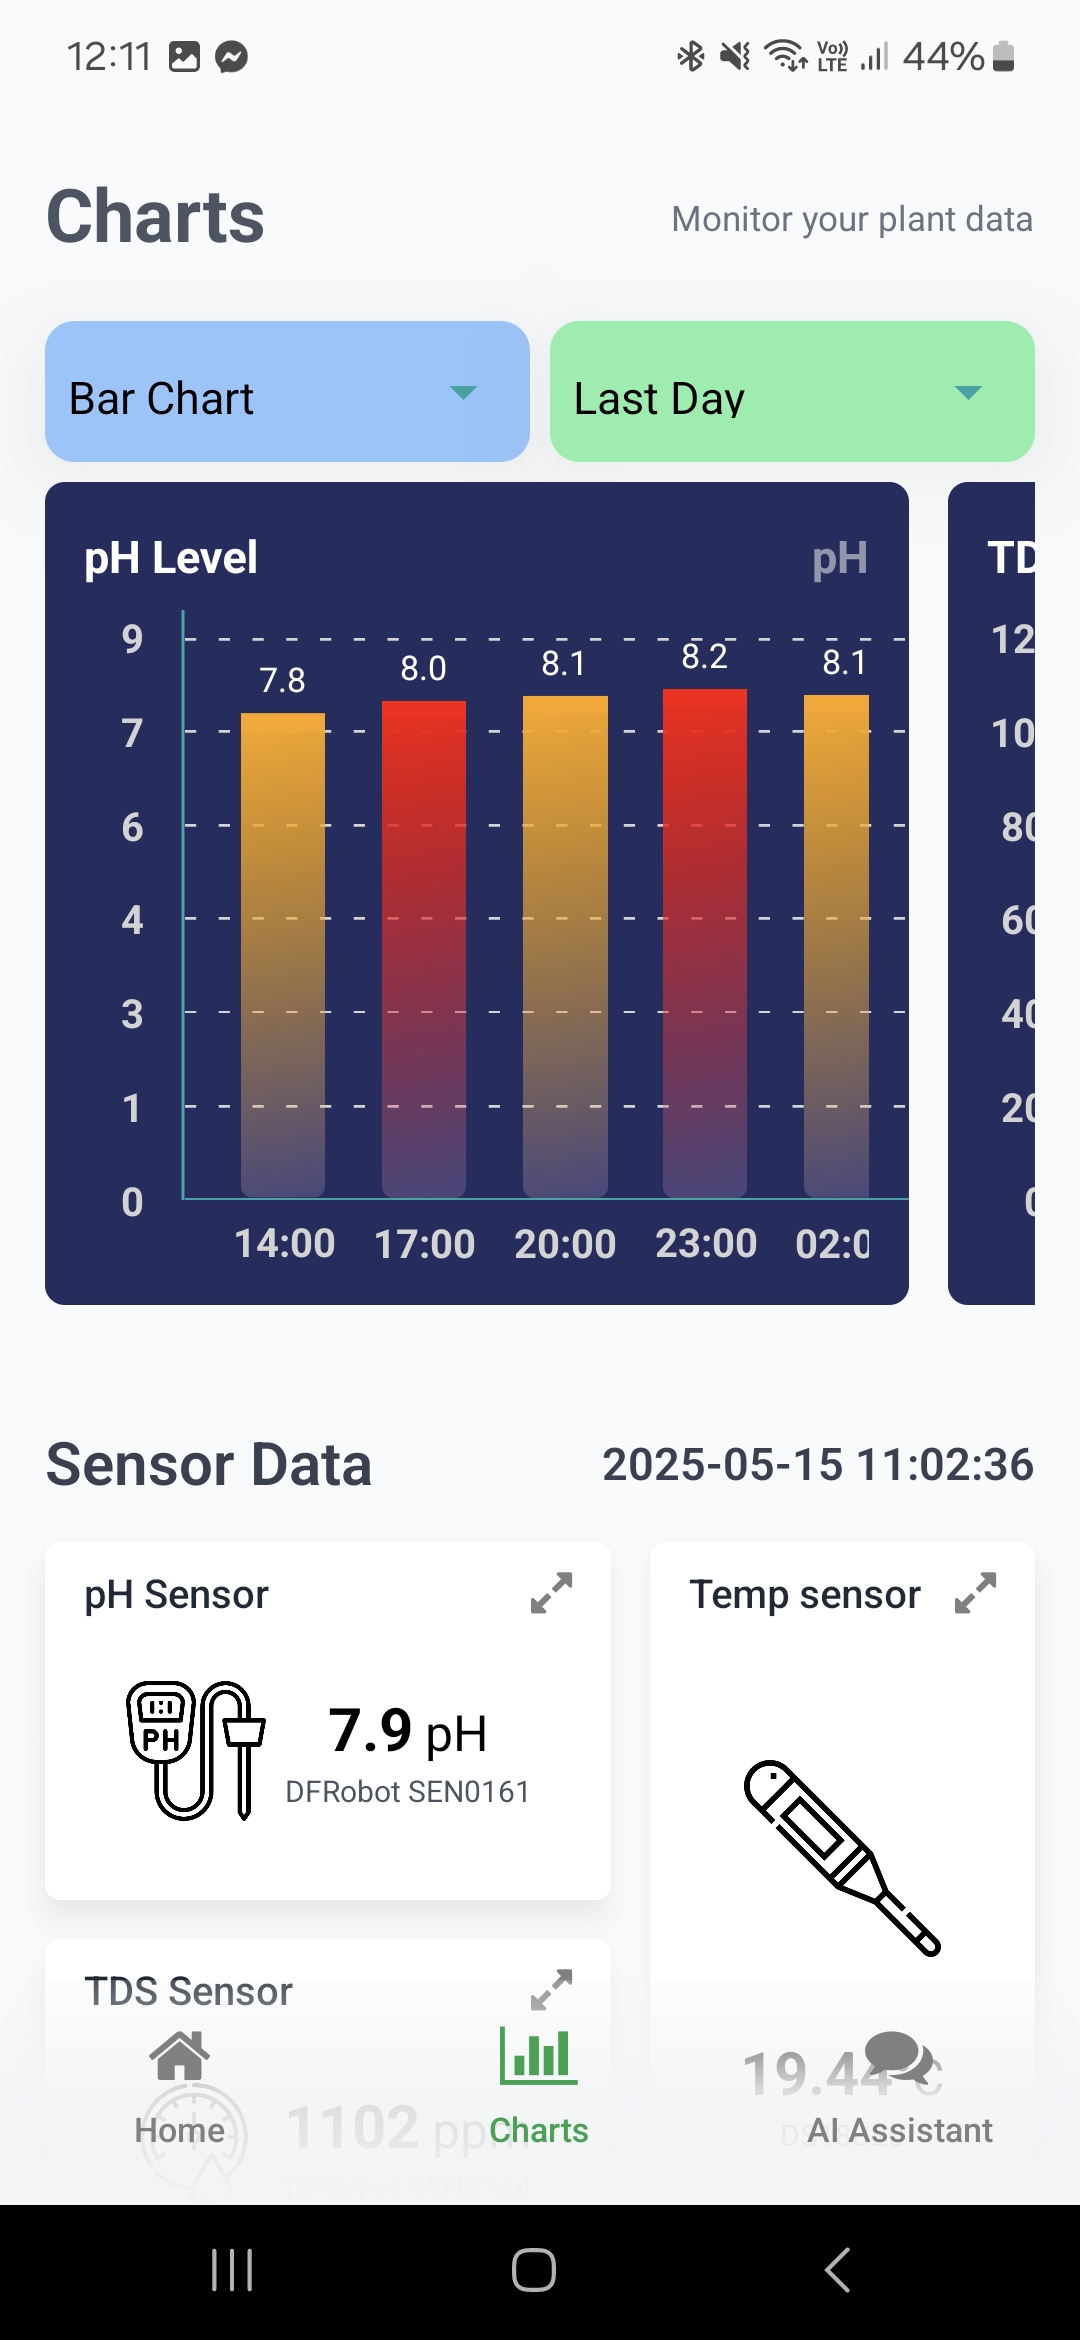 12:11 Vo)) LTE 44%
Charts Monitor your plant data
Bar Chart Last Day
pH Level pH TD
9 12
7 10
6 80
4 60
3 40
1 20
0 0
7.8 8.0 8.1 8.2 8.1
14:00 17:00 20:00 23:00 02:0
Sensor Data 2025-05-15 11:02:36
pH Sensor Temp sensor
PH
7.9 pH
DFRobot SEN0161
TDS Sensor
19.44 C
1102 ppm
Home Charts AI Assistant